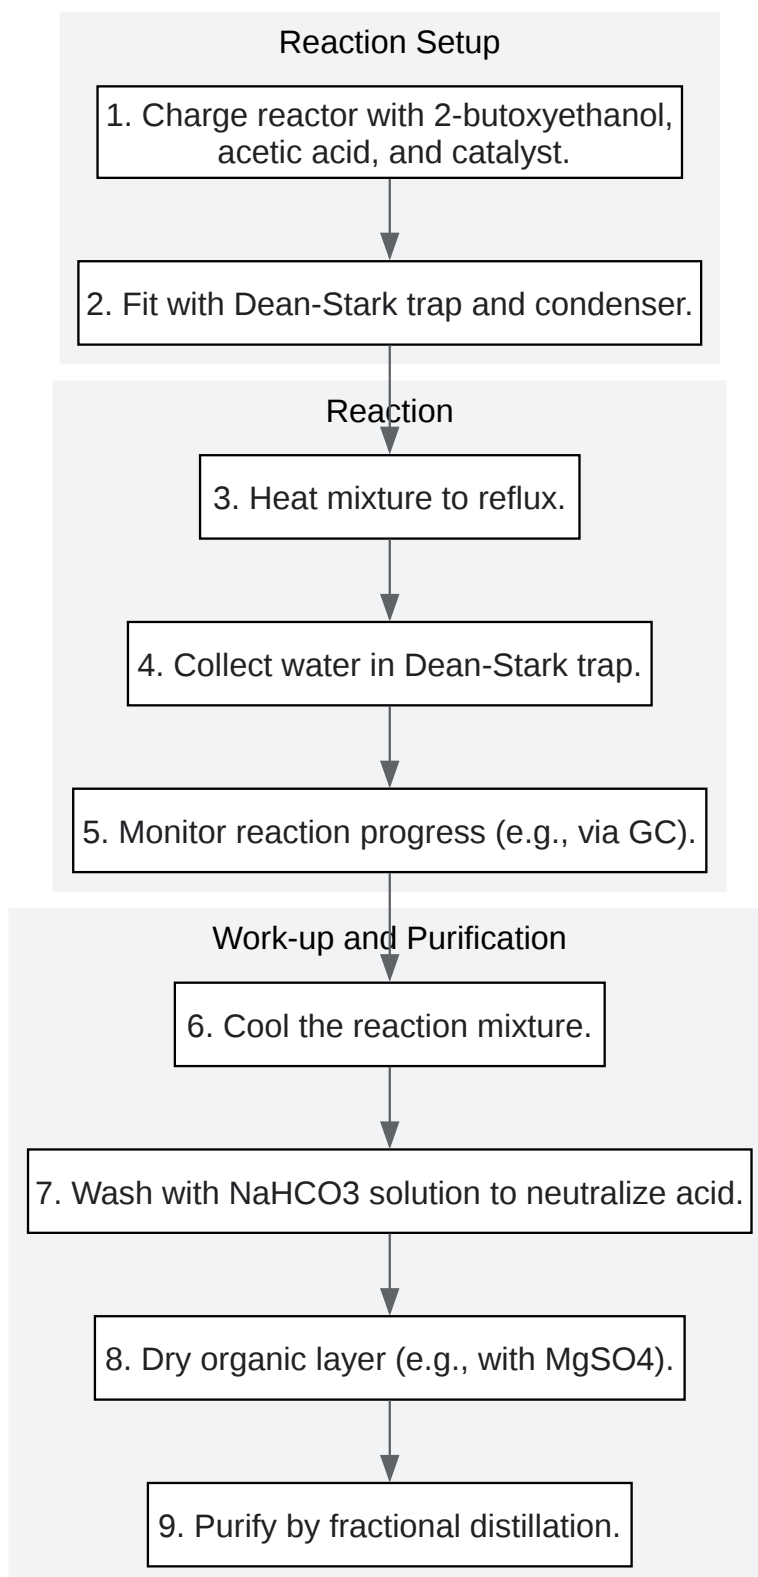 Reaction Setup
1. Charge reactor with 2-butoxyethanol,
acetic acid, and catalyst.
2. Fit with Dean-Stark trap and condenser.
Reaction
3. Heat mixture to reflux.
4. Collect water in Dean-Stark trap.
5. Monitor reaction progress (e.g., via GC).
Work-up and Purification
6. Cool the reaction mixture.
7. Wash with NaHCO3 solution to neutralize acid.
8. Dry organic layer (e.g., with MgSO4).
9. Purify by fractional distillation.